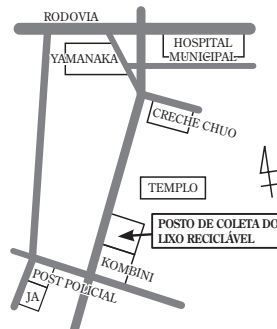 RODOVIA
HOSPITAL
MUNICIPAL
YAMANAKA
CRECHE CHUO
TEMPLO
POSTO DE COLETA DO
LIXO RECICLÁVEL
KOMBINI
POST POLICIAL
JA